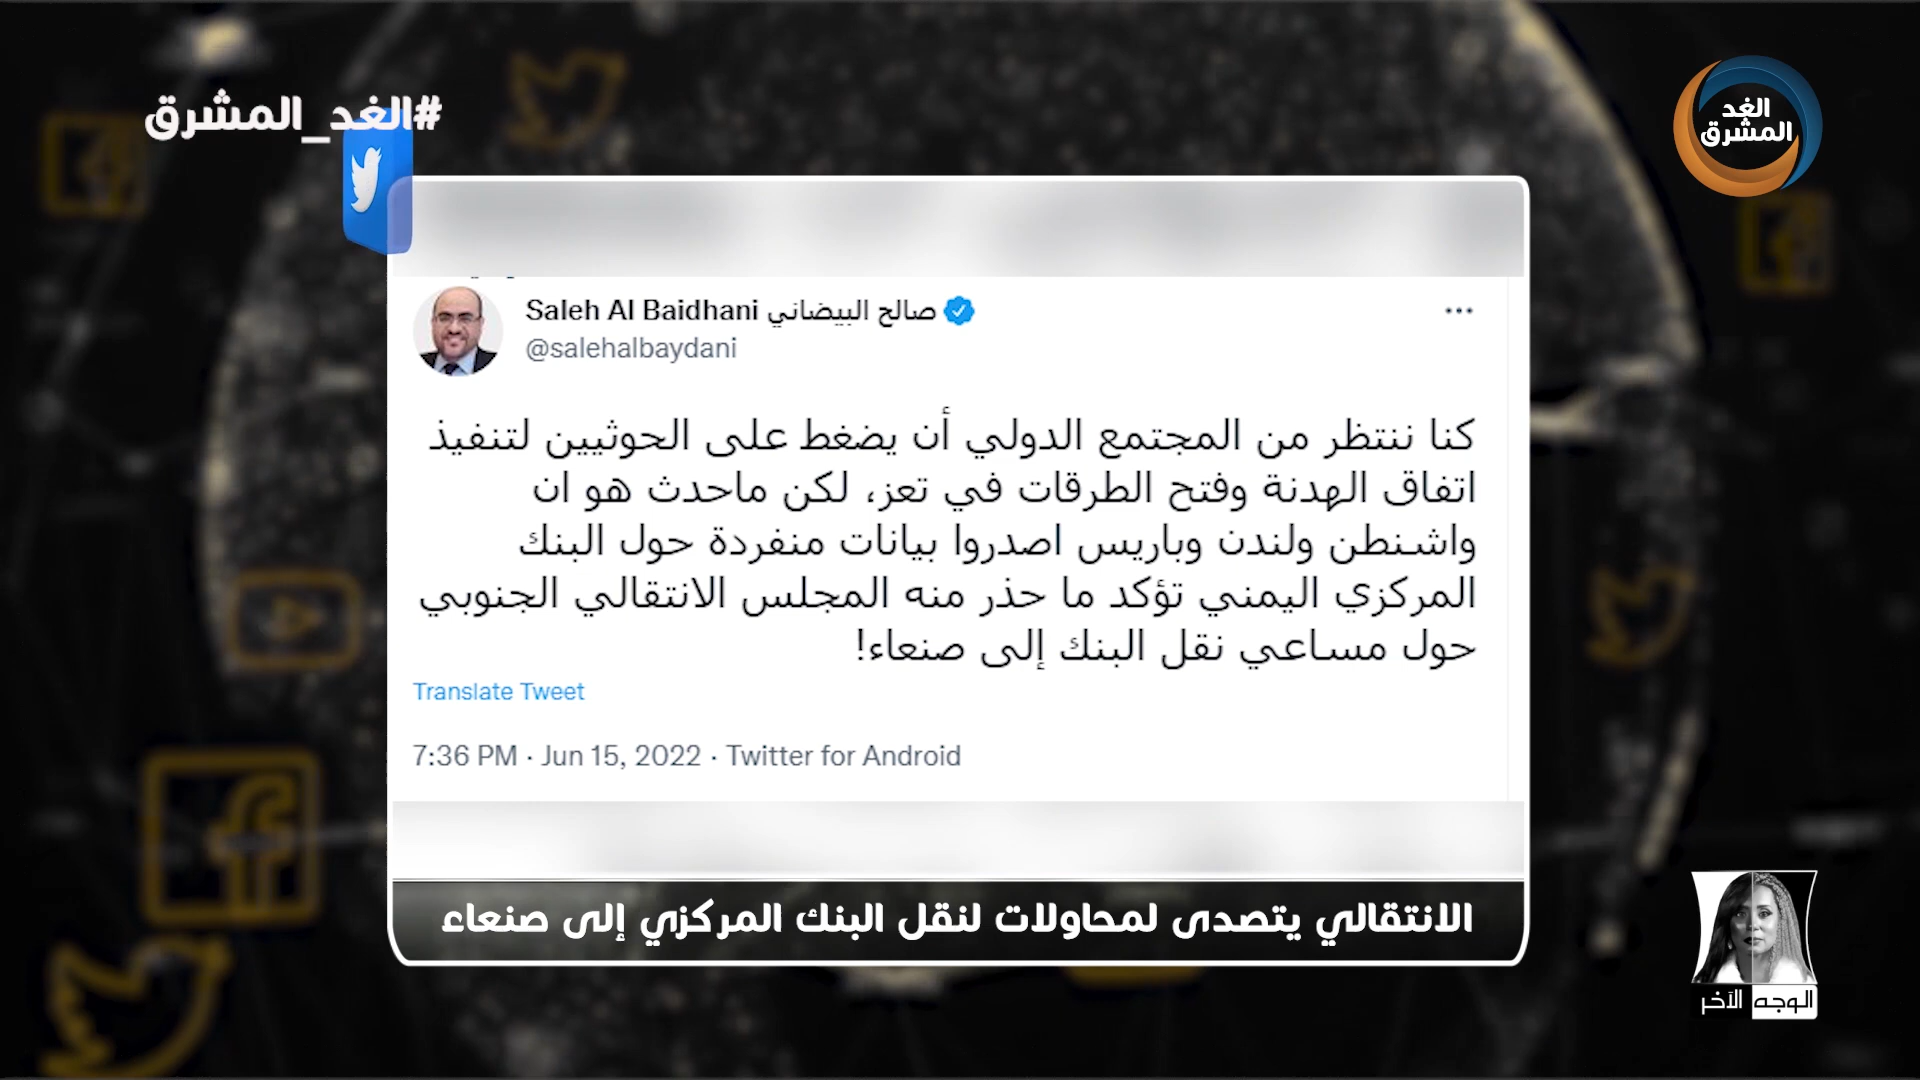 #الغد_المشرق
الغد
المشرق
Saleh Al Baidhani صالح البيضاني
@salehalbaydani
كنا ننتظر من المجتمع الدولي أن يضغط على الحوثيين لتنفيذ
اتفاق الهدنة وفتح الطرقات في تعز، لكن ماحدث هو ان
واشنطن ولندن وباريس اصدروا بيانات منفردة حول البنك
المركزي اليمني تؤكد ما حذر منه المجلس الانتقالي الجنوبي
حول مساعي نقل البنك إلى صنعاء!
Translate Tweet
7:36 PM · Jun 15, 2022 · Twitter for Android
الانتقالي يتصدى لمحاولات لنقل البنك المركزي إلى صنعاء
الوجه الآخر